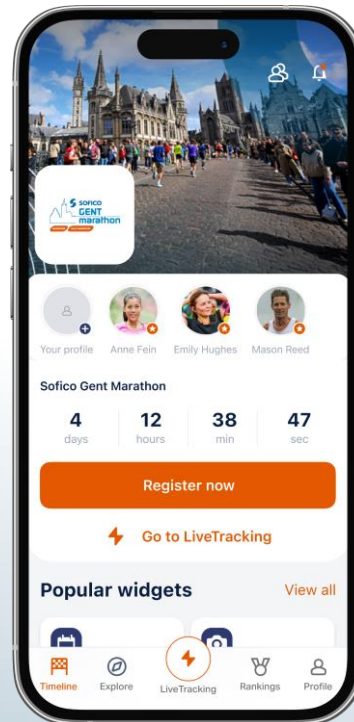 sofico
GENT
marathon
Your profile
Anne Fein
Emily Hughes
Mason Reed
Sofico Gent Marathon
4
12
38
47
days
hours
min
sec
Register now
Go to LiveTracking
Popular widgets
View all
Timeline
Explore
LiveTracking
Rankings
Profile